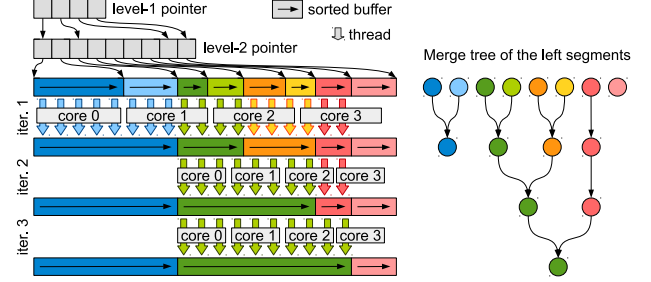 level-1 pointer
sorted buffer
level-2 pointer
thread
Merge tree of the left segments
iter. 1
core 0
core 1
core 2
core 3
iter. 2
core 0
core 1
core 2
core 3
iter. 3
core 0
core 1
core 2
core 3